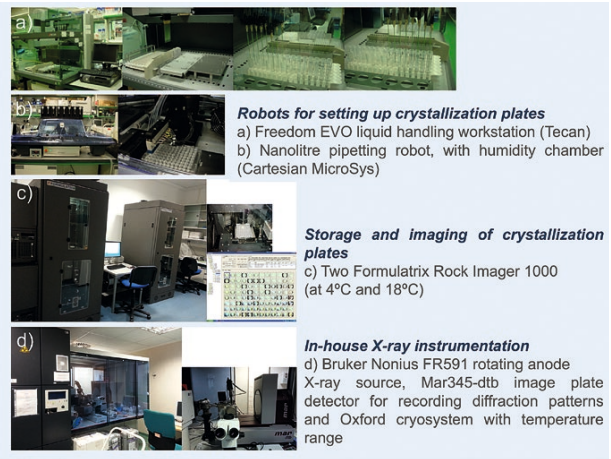 a)
b)
Robots for setting up crystallization plates
a) Freedom EVO liquid handling workstation (Tecan)
b) Nanolitre pipetting robot, with humidity chamber
(Cartesian MicroSys)
c)
Storage and imaging of crystallization
plates
c) Two Formulatrix Rock Imager 1000
(at 4ºC and 18ºC)
d)
In-house X-ray instrumentation
d) Bruker Nonius FR591 rotating anode
X-ray source, Mar345-dtb image plate
detector for recording diffraction patterns
and Oxford cryosystem with temperature
range
mar